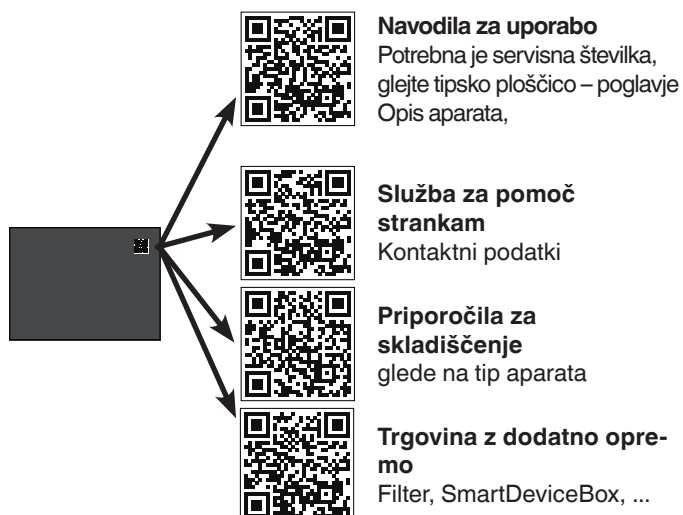 Navodila za uporabo
Potrebna je servisna številka,
glejte tipsko ploščico – poglavje
Opis aparata,
Služba za pomoč
strankam
Kontaktni podatki
Priporočila za
skladiščenje
glede na tip aparata
Trgovina z dodatno opre-
mo
Filter, SmartDeviceBox, ...